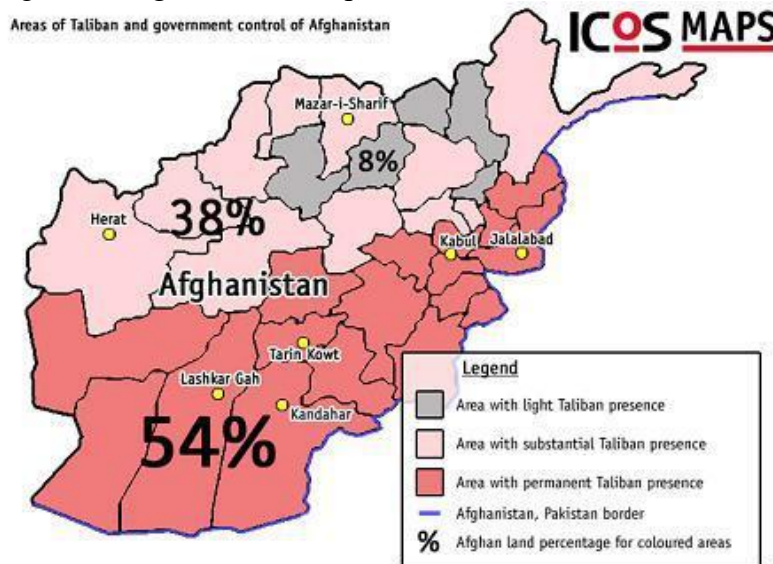 Areas of Taliban and government control of Afghanistan
ICOS MAPS
Mazar-i-Sharif
8%
38%
Herat
Kabul
Jalalabad
Afghanistan
Tarin Kowt
Lashkar Gah
Kandahar
54%
Legend
Area with light Taliban presence
Area with substantial Taliban presence
Area with permanent Taliban presence
Afghanistan, Pakistan border
% Afghan land percentage for coloured areas